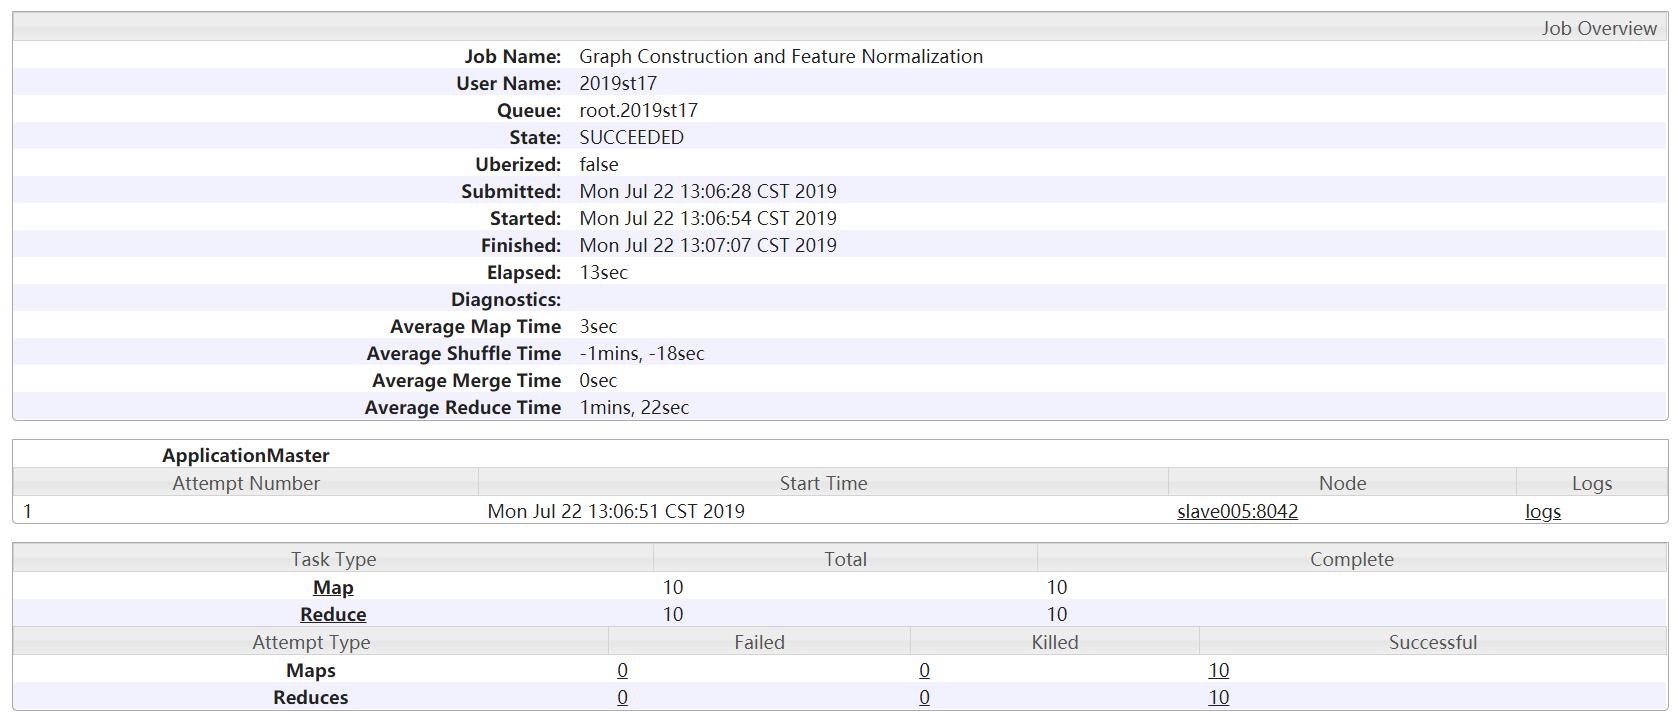 Job Overview
Job Name: Graph Construction and Feature Normalization
User Name: 2019st17
Queue: root.2019st17
State: SUCCEEDED
Uberized: false
Submitted: Mon Jul 22 13:06:28 CST 2019
Started: Mon Jul 22 13:06:54 CST 2019
Finished: Mon Jul 22 13:07:07 CST 2019
Elapsed: 13sec
Diagnostics:
Average Map Time 3sec
Average Shuffle Time -1mins, -18sec
Average Merge Time 0sec
Average Reduce Time 1mins, 22sec
ApplicationMaster
Attempt Number Start Time Node Logs
1 Mon Jul 22 13:06:51 CST 2019 slave005:8042 logs
Task Type Total Complete
Map 10 10
Reduce 10 10
Attempt Type Failed Killed Successful
Maps 0 0 10
Reduces 0 0 10